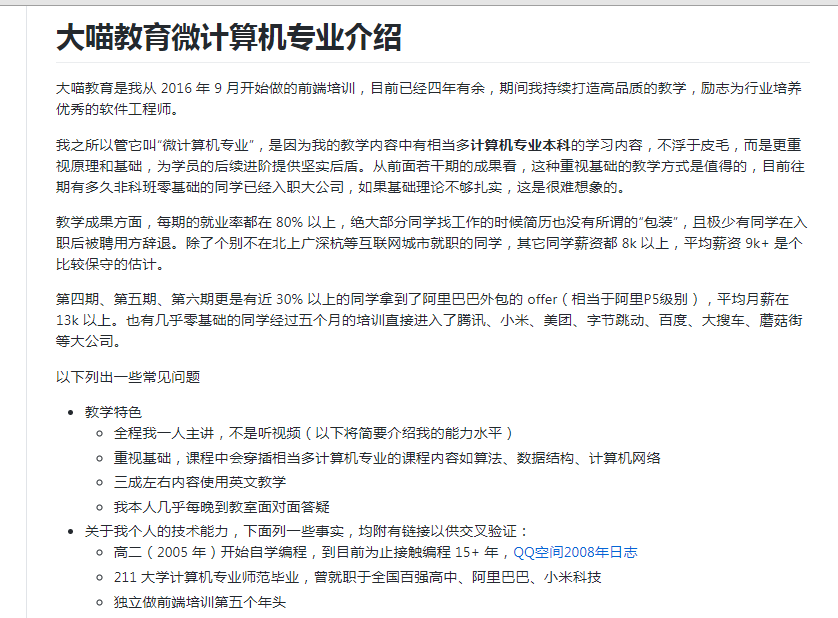 大喵教育微计算机专业介绍
大喵教育是我从 2016 年 9 月开始做的前端培训，目前已经四年有余，期间我持续打造高品质的教学，励志为行业培养
优秀的软件工程师。
我之所以管它叫“微计算机专业”，是因为我的教学内容中有相当多计算机专业本科的学习内容，不浮于皮毛，而是更重
视原理和基础，为学员的后续进阶提供坚实后盾。从前面若干期的成果看，这种重视基础的教学方式是值得的，目前往
期有多久非科班零基础的同学已经入职大公司，如果基础理论不够扎实，这是很难想象的。
教学成果方面，每期的就业率都在 80% 以上，绝大部分同学找工作的时候简历也没有所谓的“包装”，且极少有同学在入
职后被聘用方辞退。除了个别不在北上广深杭等互联网城市就职的同学，其它同学薪资都 8k 以上，平均薪资 9k+ 是个
比较保守的估计。
第四期、第五期、第六期更是有近 30% 以上的同学拿到了阿里巴巴外包的 offer（相当于阿里P5级别），平均月薪在
13k 以上。也有几乎零基础的同学经过五个月的培训直接进入了腾讯、小米、美团、字节跳动、百度、大搜车、蘑菇街
等大公司。
以下列出一些常见问题
• 教学特色
◦ 全程我一人主讲，不是听视频（以下将简要介绍我的能力水平）
◦ 重视基础，课程中会穿插相当多计算机专业的课程内容如算法、数据结构、计算机网络
◦ 三成左右内容使用英文教学
◦ 我本人几乎每晚到教室面对面答疑
• 关于我个人的技术能力，下面列一些事实，均附有链接以供交叉验证：
◦ 高二（2005 年）开始自学编程，到目前为止接触编程 15+ 年，QQ空间2008年日志
◦ 211 大学计算机专业师范毕业，曾就职于全国百强高中、阿里巴巴、小米科技
◦ 独立做前端培训第五个年头